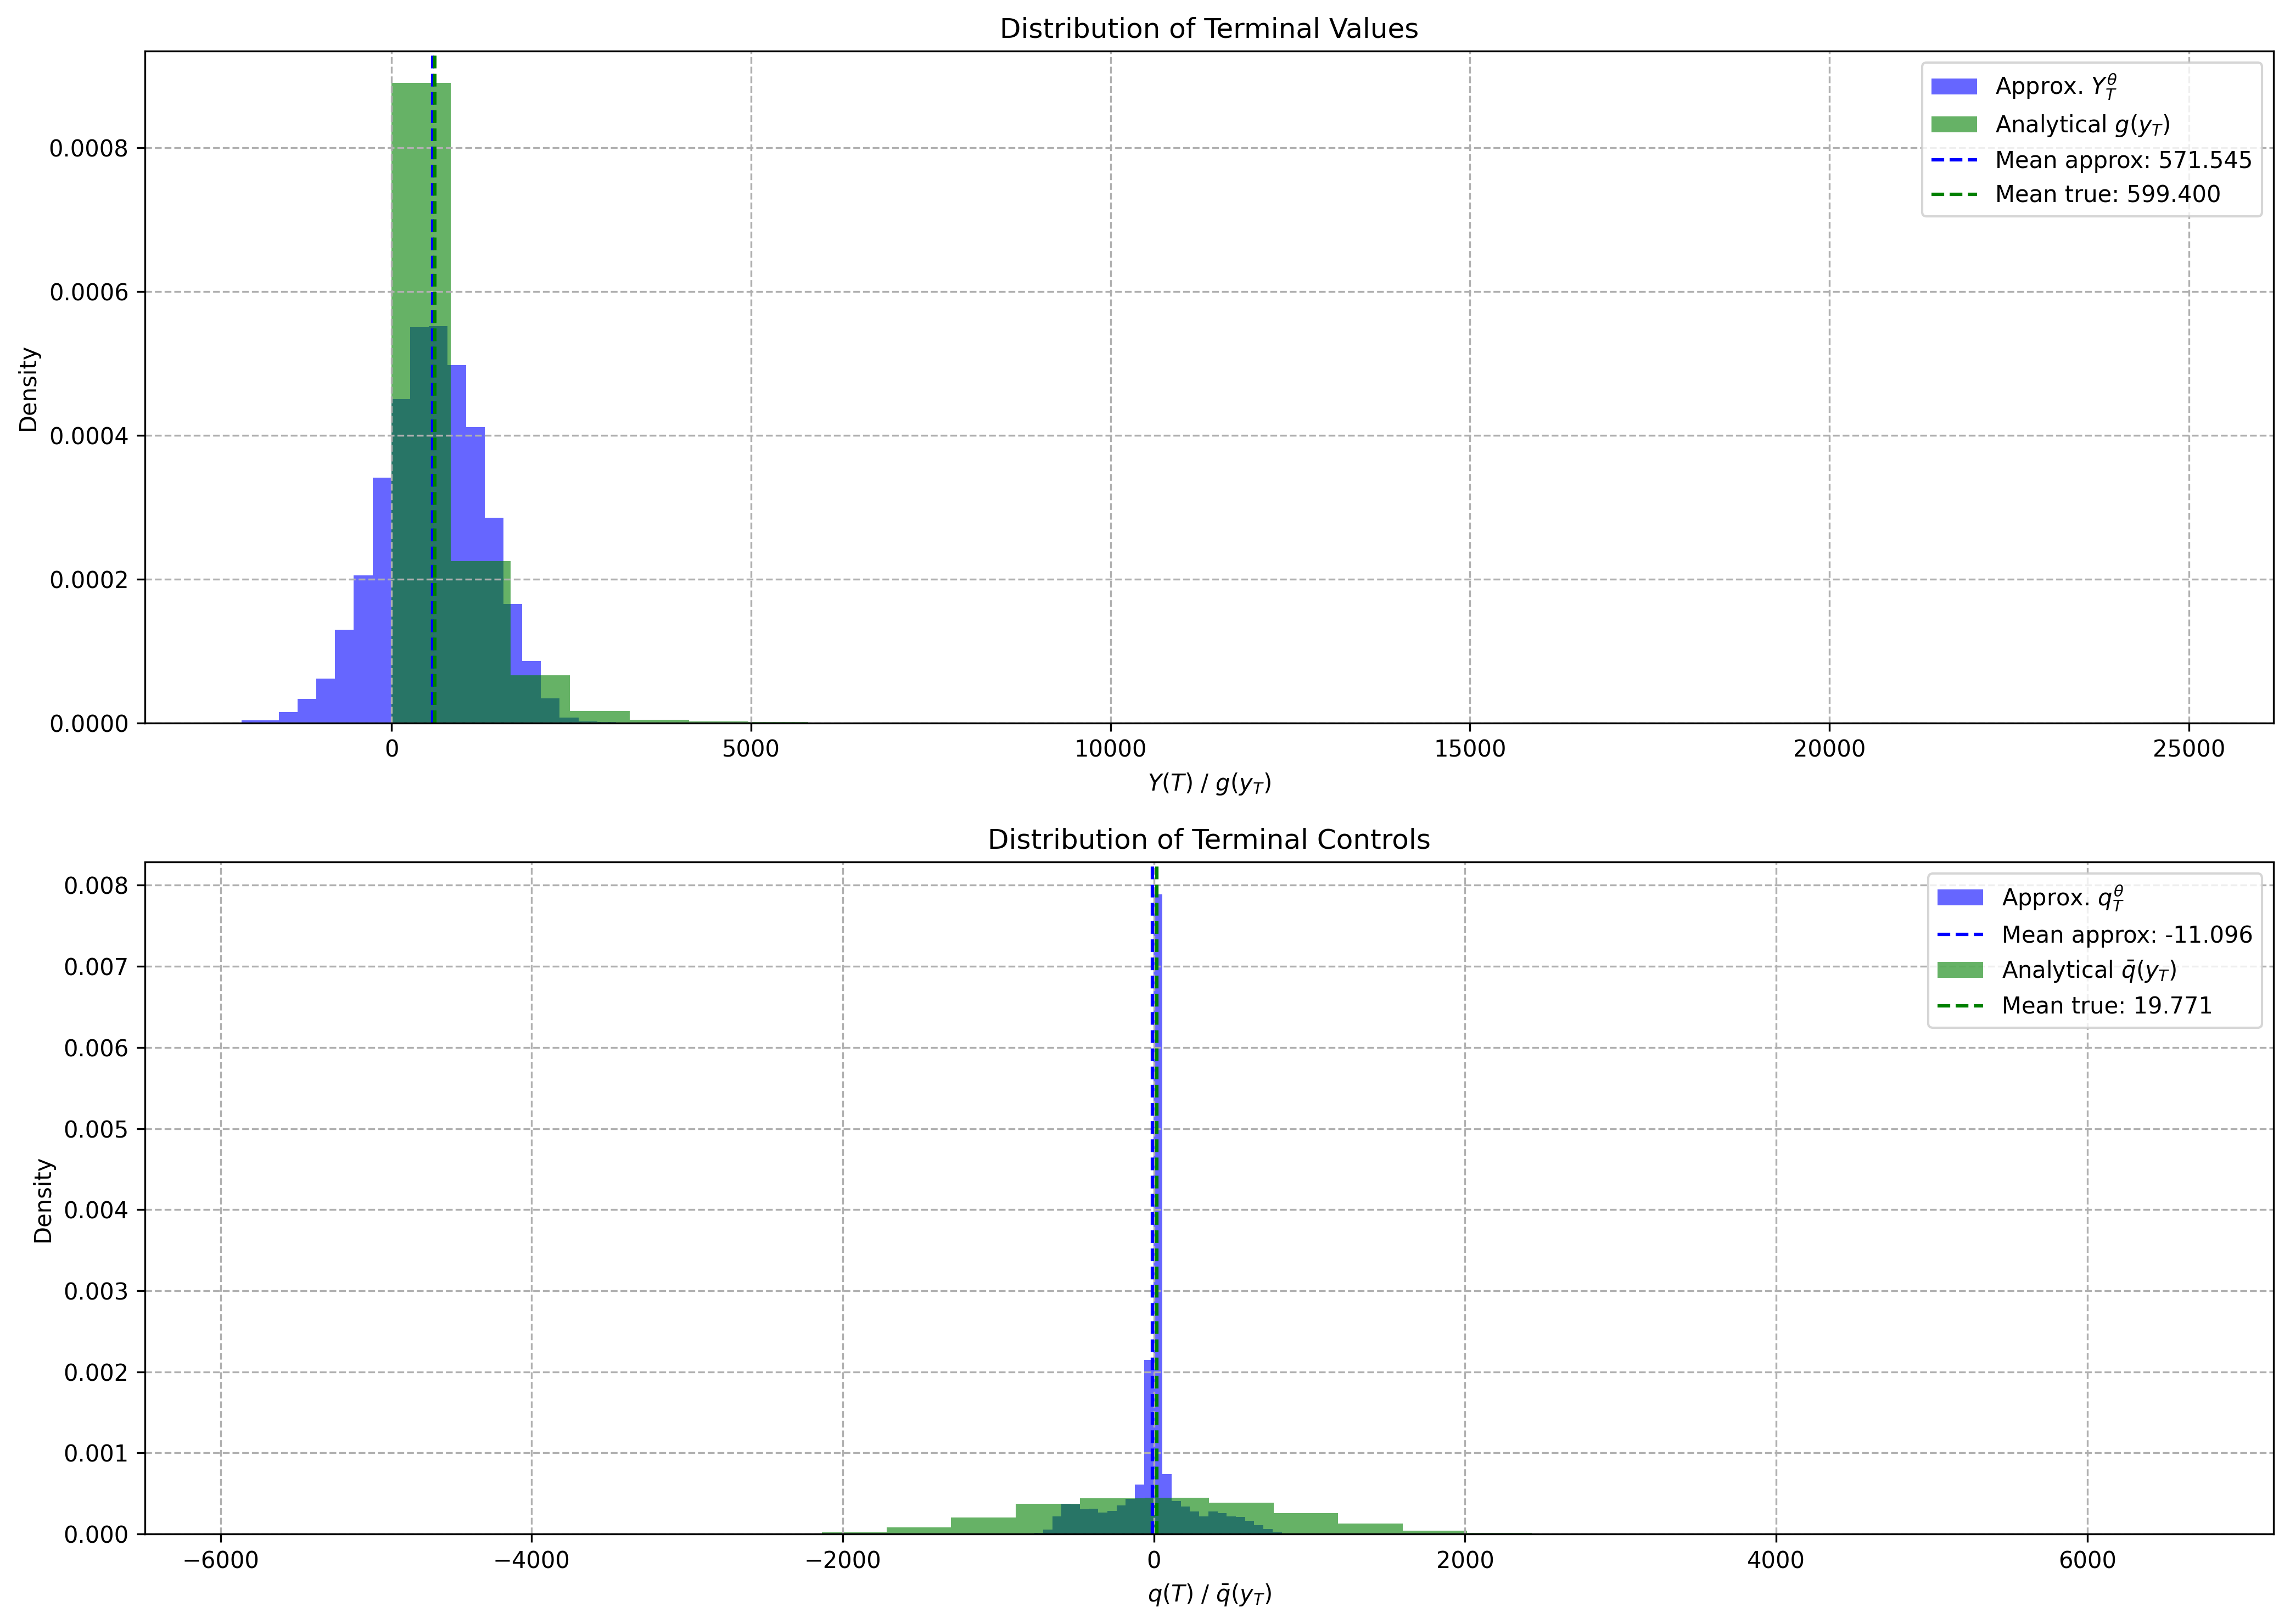 Distribution of Terminal Values
Density
0.0008
0.0006
0.0004
0.0002
0.0000
0 5000 10000 15000 20000 25000
Y(T) / g(y_T)
Approx. Y_T^θ
Analytical g(y_T)
Mean approx: 571.545
Mean true: 599.400
Distribution of Terminal Controls
Density
0.008
0.007
0.006
0.005
0.004
0.003
0.002
0.001
0.000
−6000 −4000 −2000 0 2000 4000 6000
q(T) / q̄(y_T)
Approx. q_T^θ
Mean approx: -11.096
Analytical q̄(y_T)
Mean true: 19.771